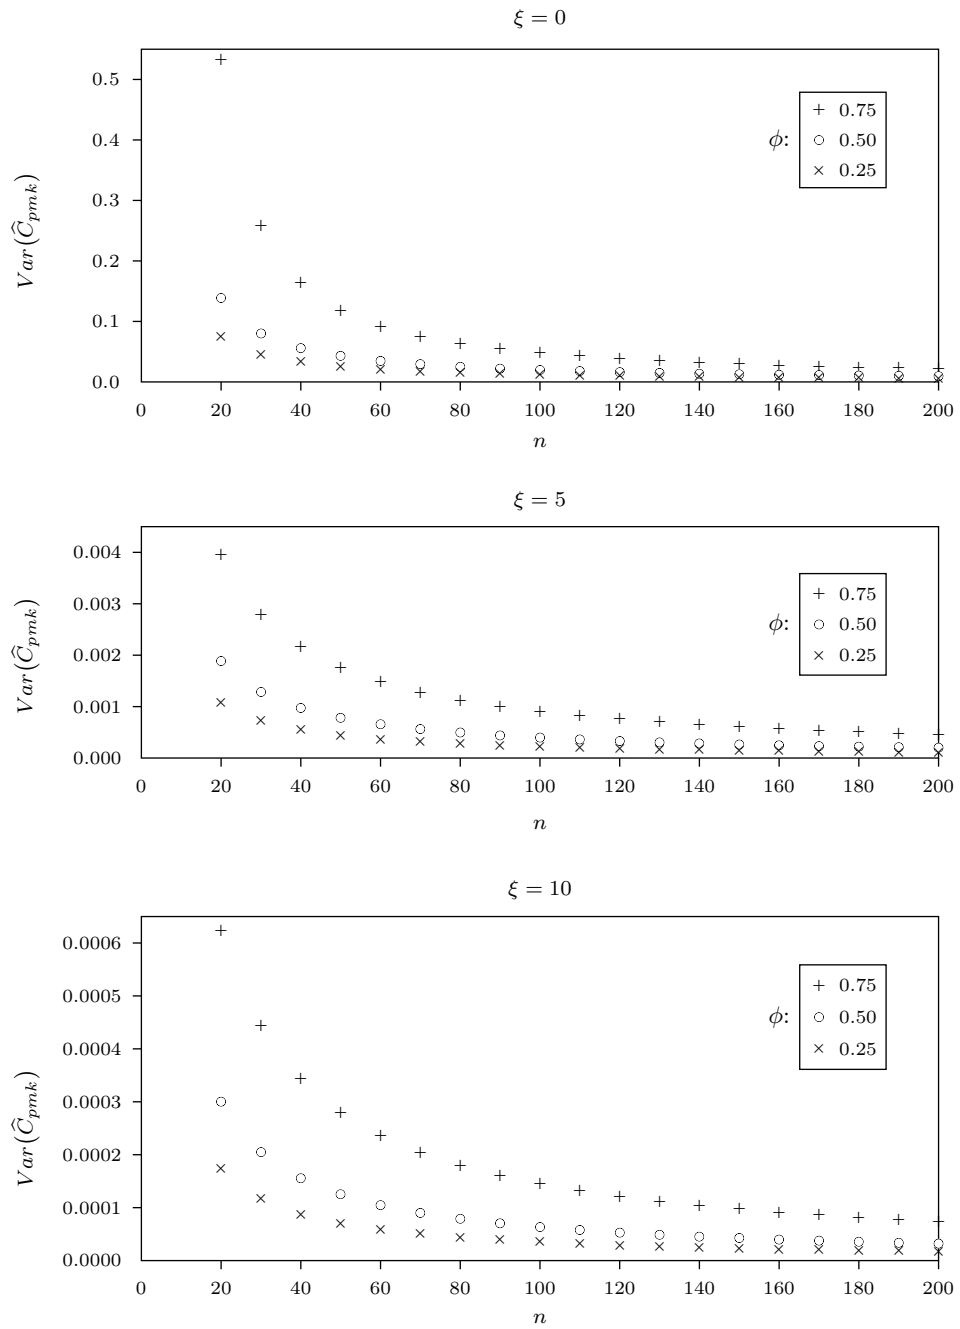 ξ = 0
Var(Ĉpmk)
0.5
0.4
0.3
0.2
0.1
0.0
ϕ:
+ 0.75
○ 0.50
× 0.25
0 20 40 60 80 100 120 140 160 180 200
n
ξ = 5
Var(Ĉpmk)
0.004
0.003
0.002
0.001
0.000
ϕ:
+ 0.75
○ 0.50
× 0.25
0 20 40 60 80 100 120 140 160 180 200
n
ξ = 10
Var(Ĉpmk)
0.0006
0.0005
0.0004
0.0003
0.0002
0.0001
0.0000
ϕ:
+ 0.75
○ 0.50
× 0.25
0 20 40 60 80 100 120 140 160 180 200
n